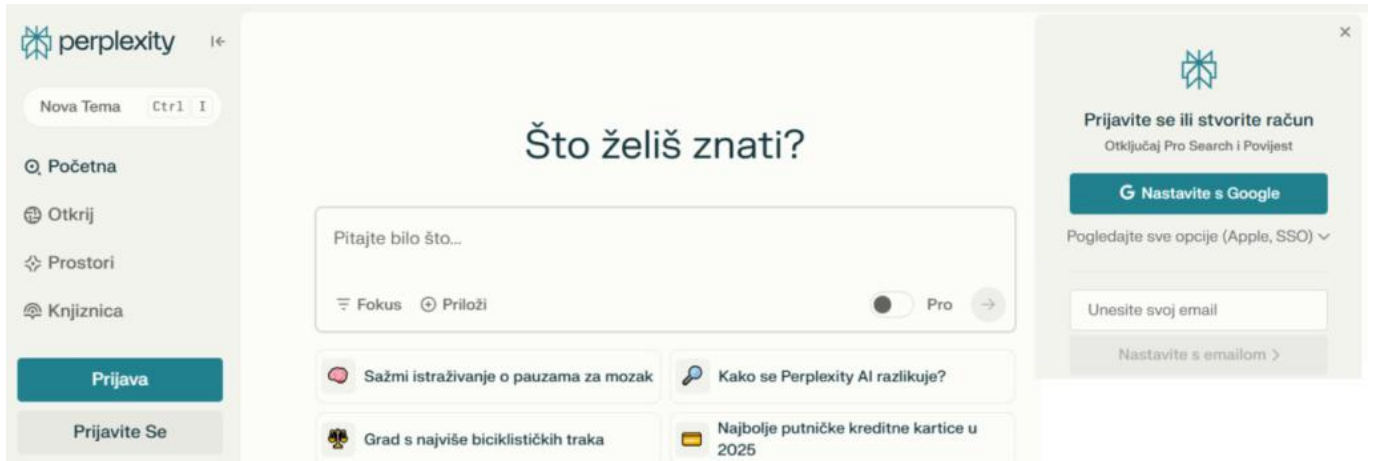 perplexity
Nova Tema Ctrl I
Početna
Otkrij
Prostori
Knjiznica
Prijava
Prijavite Se
Što želiš znati?
Pitajte bilo što...
Fokus Priloži Pro
Sažmi istraživanje o pauzama za mozak
Kako se Perplexity AI razlikuje?
Grad s najviše biciklističkih traka
Najbolje putničke kreditne kartice u
2025
Prijavite se ili stvorite račun
Otključaj Pro Search i Povijest
G Nastavite s Google
Pogledajte sve opcije (Apple, SSO)
Unesite svoj email
Nastavite s emailom >